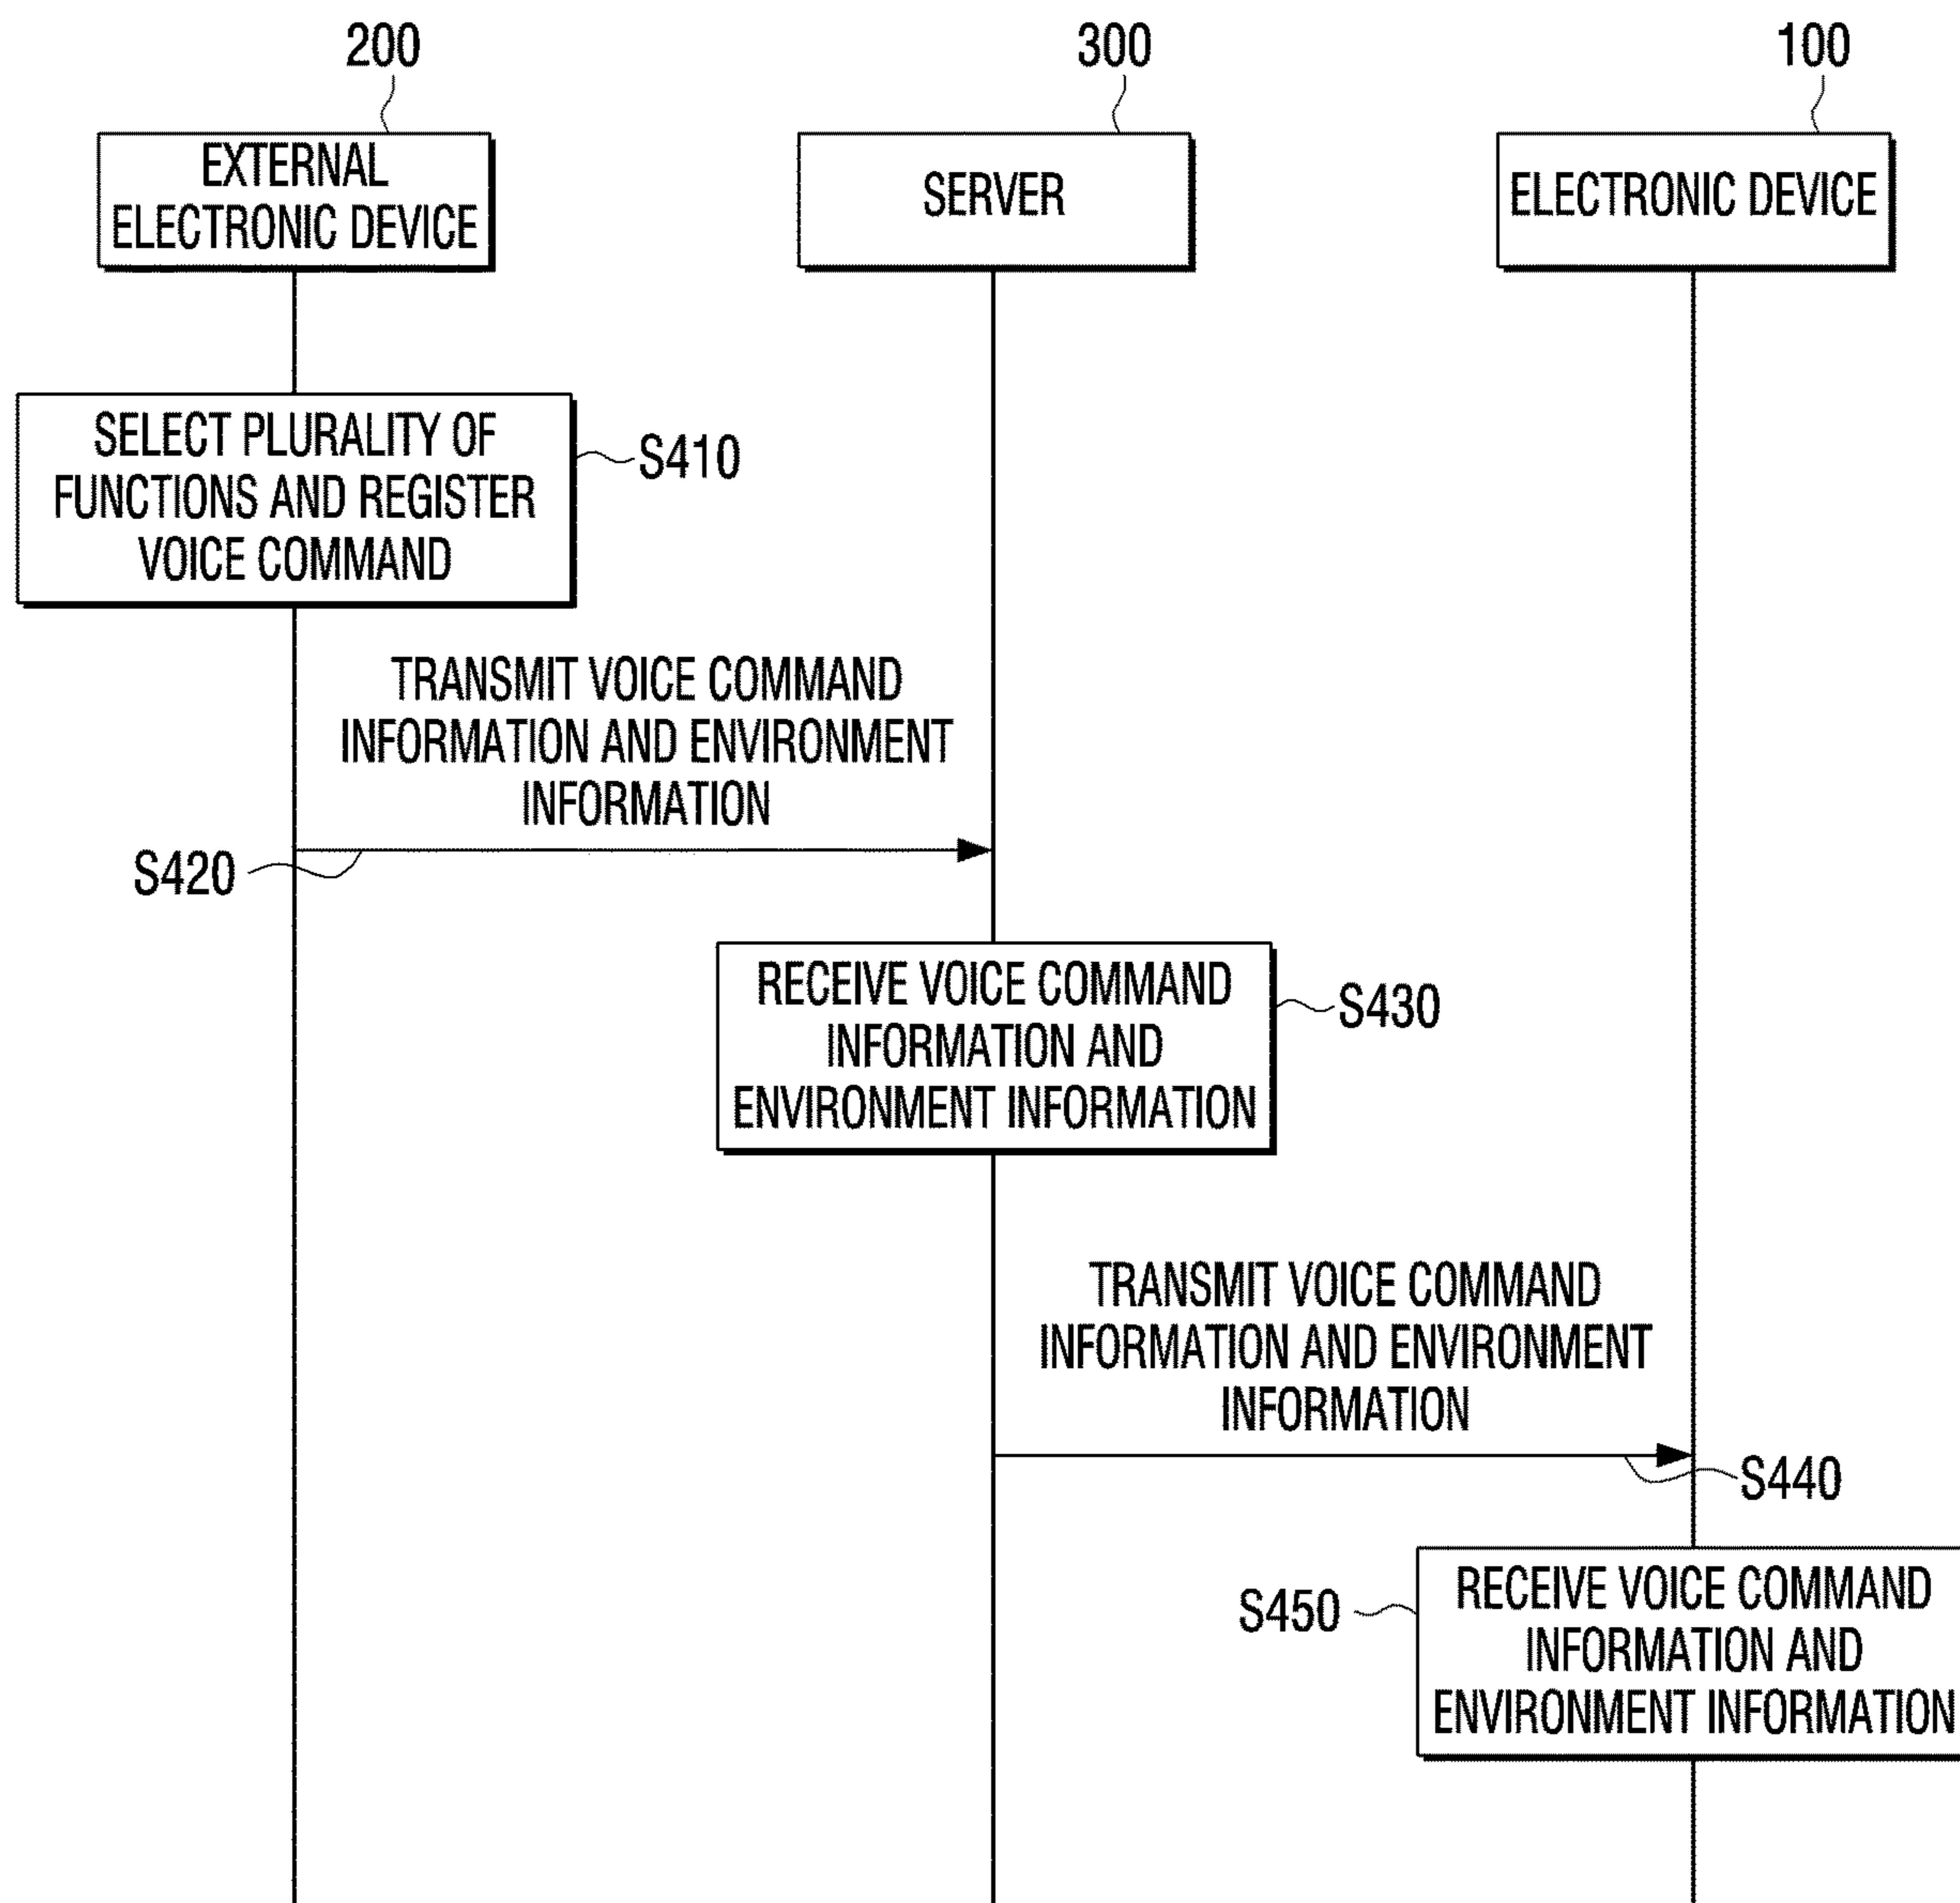 200
300
100
EXTERNAL
ELECTRONIC DEVICE
SERVER
ELECTRONIC DEVICE
SELECT PLURALITY OF
FUNCTIONS AND REGISTER
VOICE COMMAND
S410
TRANSMIT VOICE COMMAND
INFORMATION AND ENVIRONMENT
INFORMATION
S420
RECEIVE VOICE COMMAND
INFORMATION AND
ENVIRONMENT INFORMATION
S430
TRANSMIT VOICE COMMAND
INFORMATION AND ENVIRONMENT
INFORMATION
S440
S450
RECEIVE VOICE COMMAND
INFORMATION AND
ENVIRONMENT INFORMATION